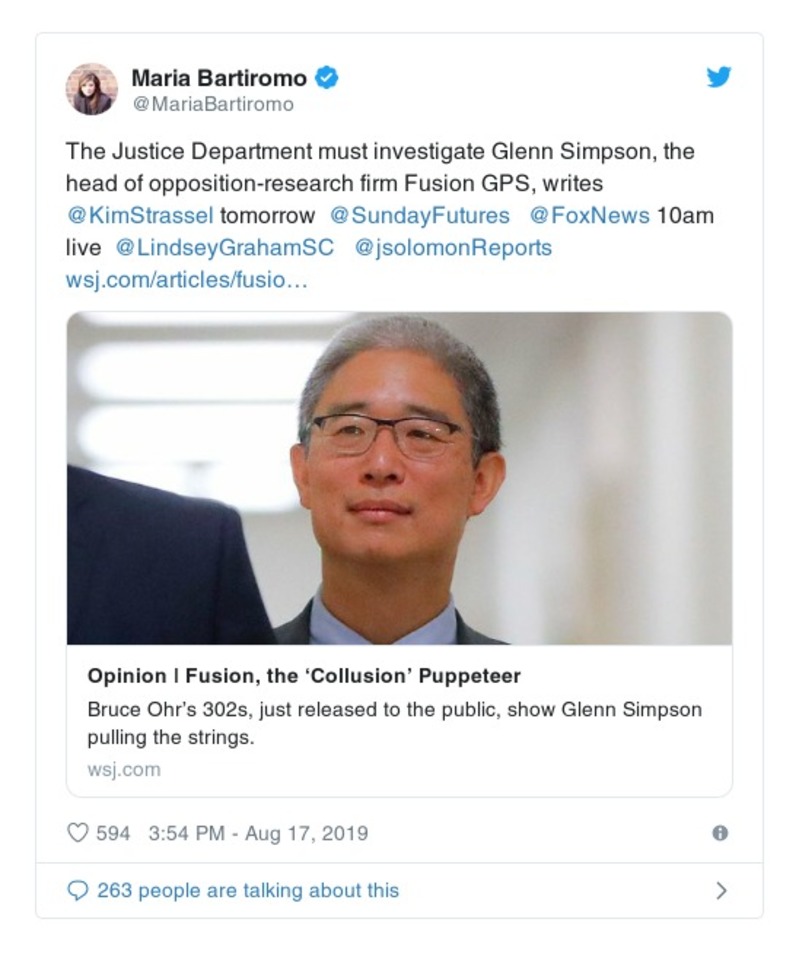 Maria Bartiromo
@MariaBartiromo
The Justice Department must investigate Glenn Simpson, the
head of opposition-research firm Fusion GPS, writes
@KimStrassel tomorrow @SundayFutures @FoxNews 10am
live @LindseyGrahamSC @jsolomonReports
wsj.com/articles/fusio…
Opinion | Fusion, the ‘Collusion’ Puppeteer
Bruce Ohr’s 302s, just released to the public, show Glenn Simpson
pulling the strings.
wsj.com
594 3:54 PM - Aug 17, 2019
263 people are talking about this